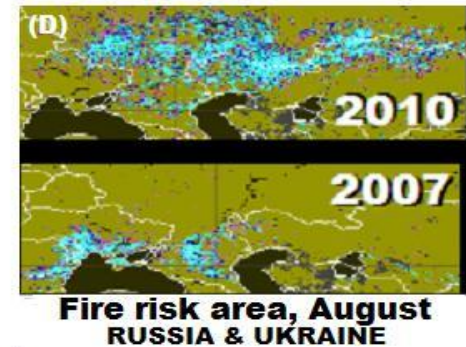 (D)
2010
2007
Fire risk area, August
RUSSIA & UKRAINE